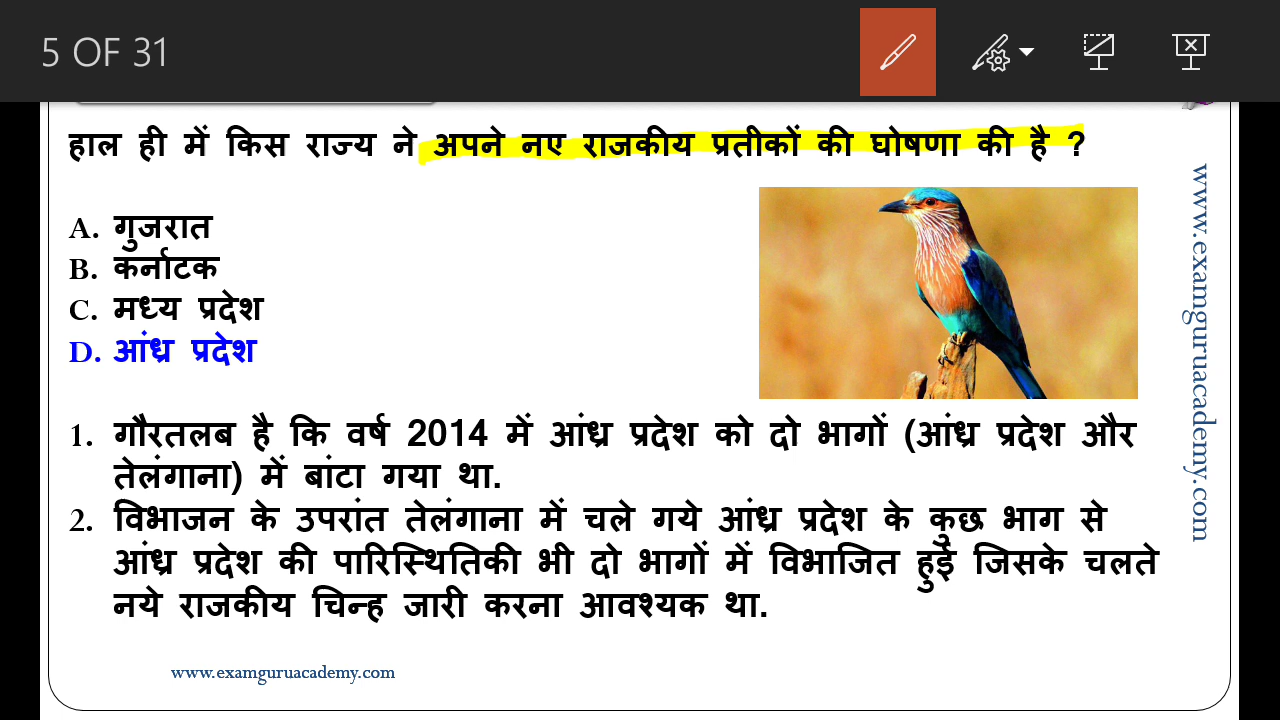 5 OF 31
हाल ही में किस राज्य ने अपने नए राजकीय प्रतीकों की घोषणा की है ?
A. गुजरात
B. कर्नाटक
C. मध्य प्रदेश
D. आंध्र प्रदेश
1. गौरतलब है कि वर्ष 2014 में आंध्र प्रदेश को दो भागों (आंध्र प्रदेश और
तेलंगाना) में बांटा गया था.
2. विभाजन के उपरांत तेलंगाना में चले गये आंध्र प्रदेश के कुछ भाग से
आंध्र प्रदेश की पारिस्थितिकी भी दो भागों में विभाजित हुई जिसके चलते
नये राजकीय चिन्ह जारी करना आवश्यक था.
www.examguruacademy.com
www.examguruacademy.com